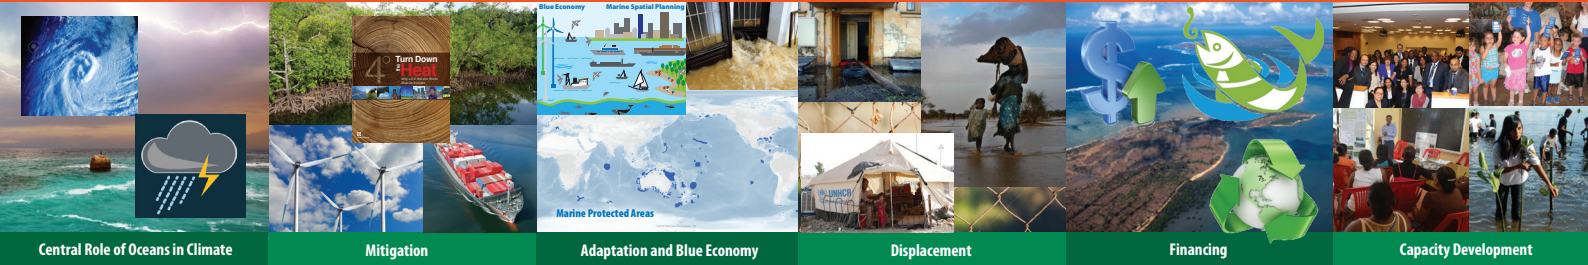 Blue Economy
Marine Spatial Planning
4°
Turn Down
the
Heat
UNHCR
Marine Protected Areas
Central Role of Oceans in Climate
Mitigation
Adaptation and Blue Economy
Displacement
Financing
Capacity Development